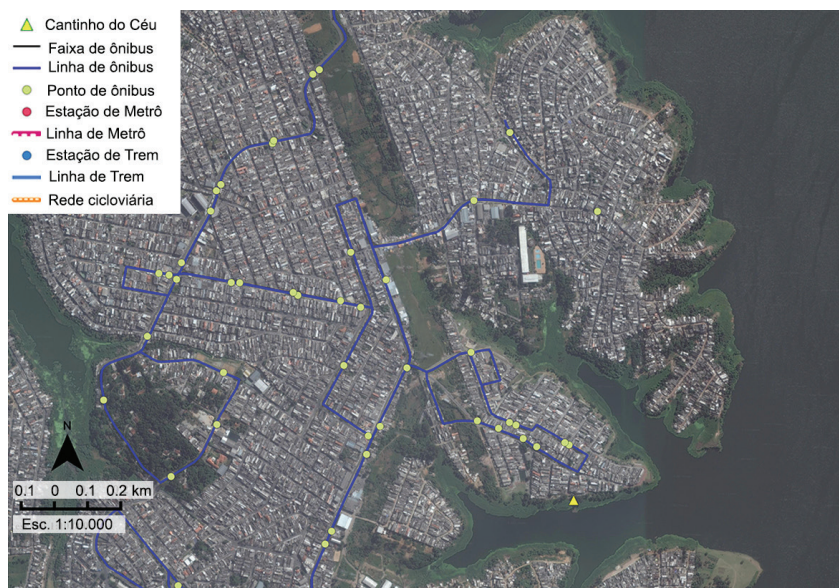 Cantinho do Céu
Faixa de ônibus
Linha de ônibus
Ponto de ônibus
Estação de Metrô
Linha de Metrô
Estação de Trem
Linha de Trem
Rede cicloviária
N
0.1 0 0.1 0.2 km
Esc. 1:10.000